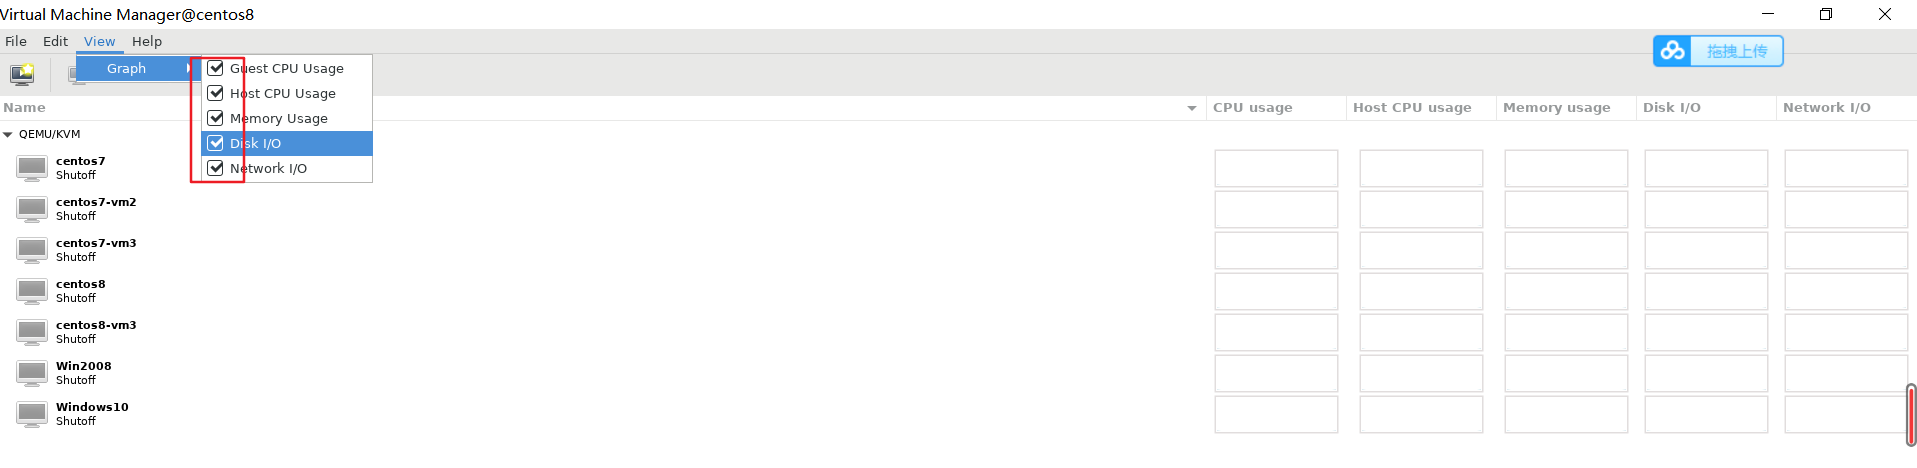 Virtual Machine Manager@centos8
File Edit View Help
拖拽上传
Graph
Guest CPU Usage
Host CPU Usage
Memory Usage
Disk I/O
Network I/O
Name CPU usage Host CPU usage Memory usage Disk I/O Network I/O
QEMU/KVM
centos7
Shutoff
centos7-vm2
Shutoff
centos7-vm3
Shutoff
centos8
Shutoff
centos8-vm3
Shutoff
Win2008
Shutoff
Windows10
Shutoff